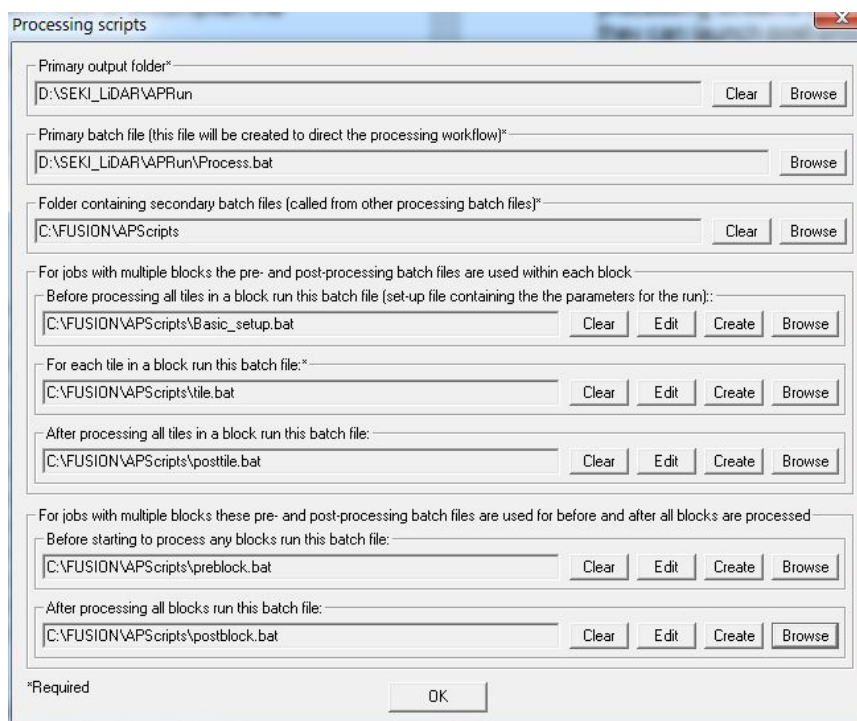 Processing scripts
Primary output folder*
D:\SEKI_LiDAR\APRun
Clear Browse
Primary batch file (this file will be created to direct the processing workflow)*
D:\SEKI_LiDAR\APRun\Process.bat
Browse
Folder containing secondary batch files (called from other processing batch files)*
C:\FUSION\APScripts
Clear Browse
For jobs with multiple blocks the pre- and post-processing batch files are used within each block
Before processing all tiles in a block run this batch file (set-up file containing the the parameters for the run)::
C:\FUSION\APScripts\Basic_setup.bat
Clear Edit Create Browse
For each tile in a block run this batch file:*
C:\FUSION\APScripts\tile.bat
Clear Edit Create Browse
After processing all tiles in a block run this batch file:
C:\FUSION\APScripts\posttile.bat
Clear Edit Create Browse
For jobs with multiple blocks these pre- and post-processing batch files are used for before and after all blocks are processed
Before starting to process any blocks run this batch file:
C:\FUSION\APScripts\preblock.bat
Clear Edit Create Browse
After processing all blocks run this batch file:
C:\FUSION\APScripts\postblock.bat
Clear Edit Create Browse
*Required
OK